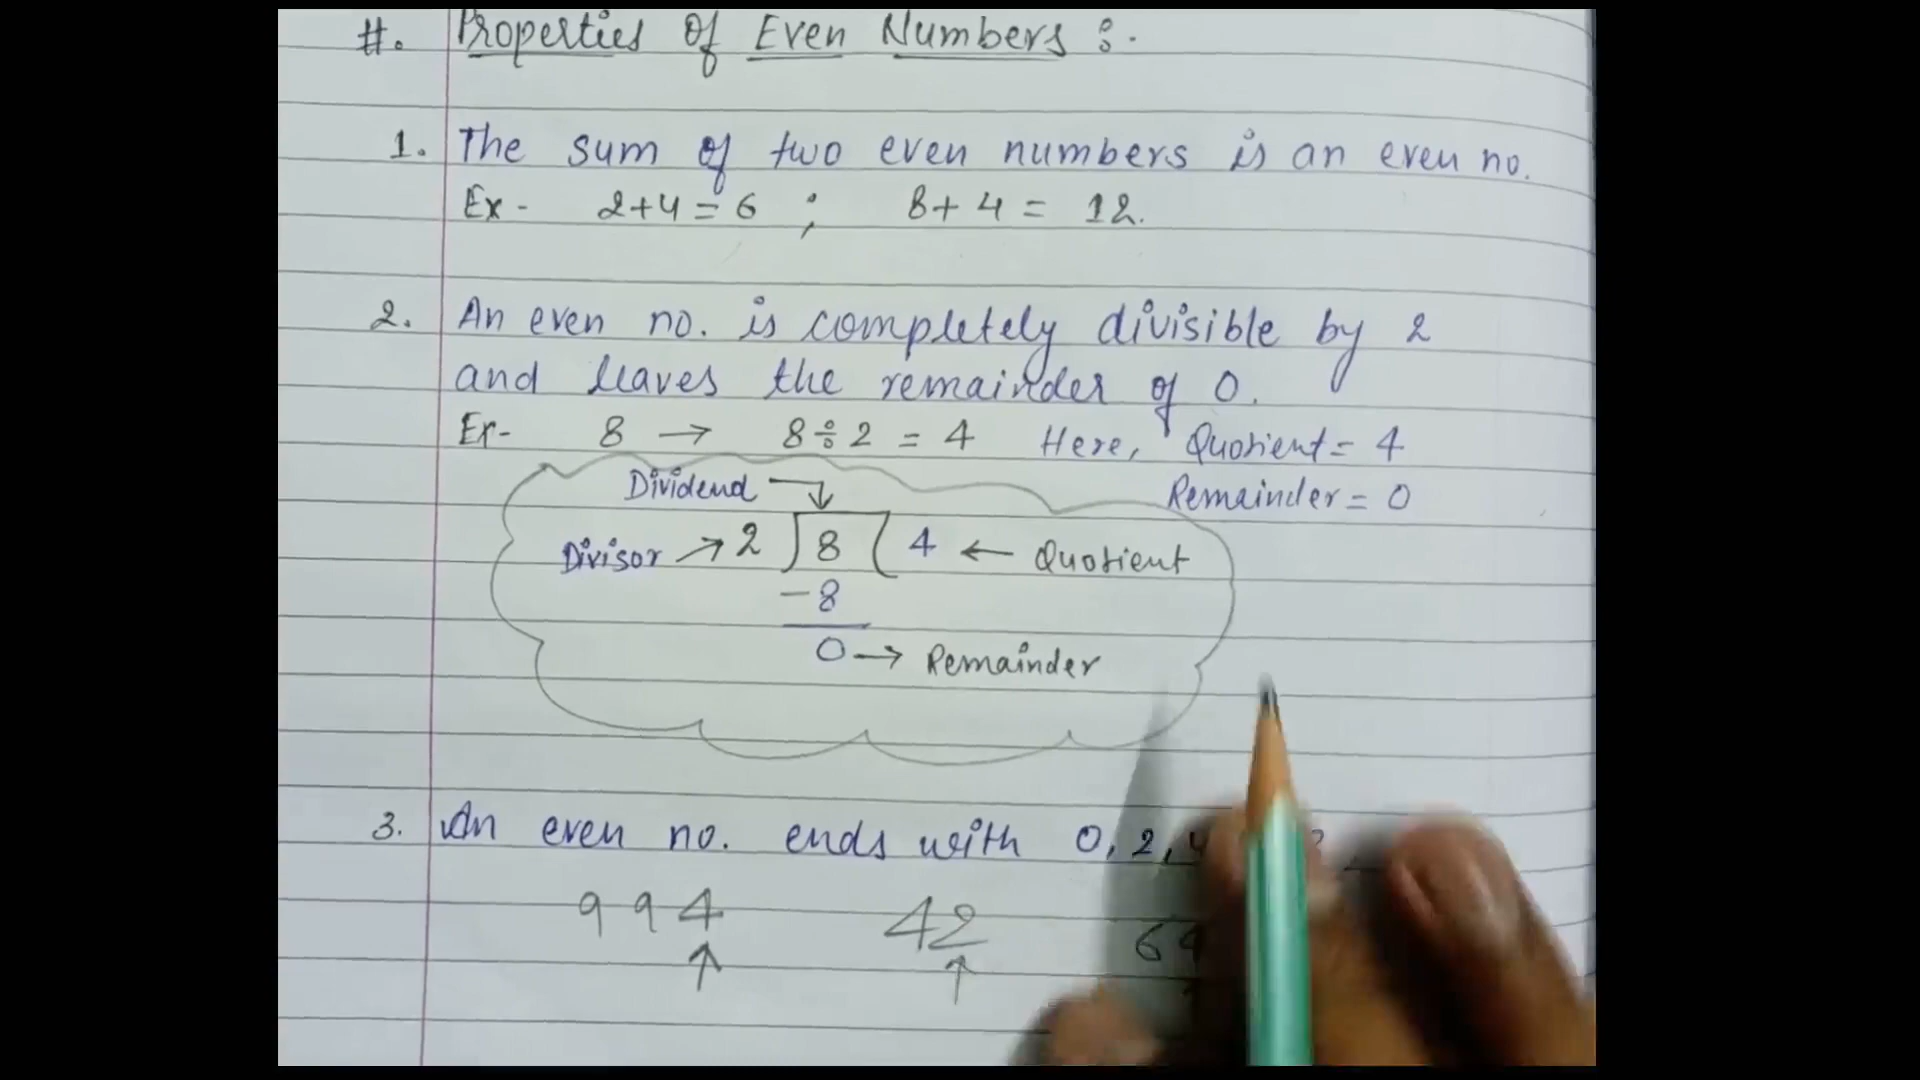 #. Properties of Even Numbers :-
1. The sum of two even numbers is an even no.
Ex - 2+4=6 ; 8+4 = 12.
2. An even no. is completely divisible by 2
and leaves the remainder of 0.
Ex- 8 → 8÷2 = 4 Here, Quotient = 4
Remainder = 0
Dividend
Divisor → 2 ) 8 ( 4 ← Quotient
-8
0 → Remainder
3. An even no. ends with 0, 2, 4
994 42 64